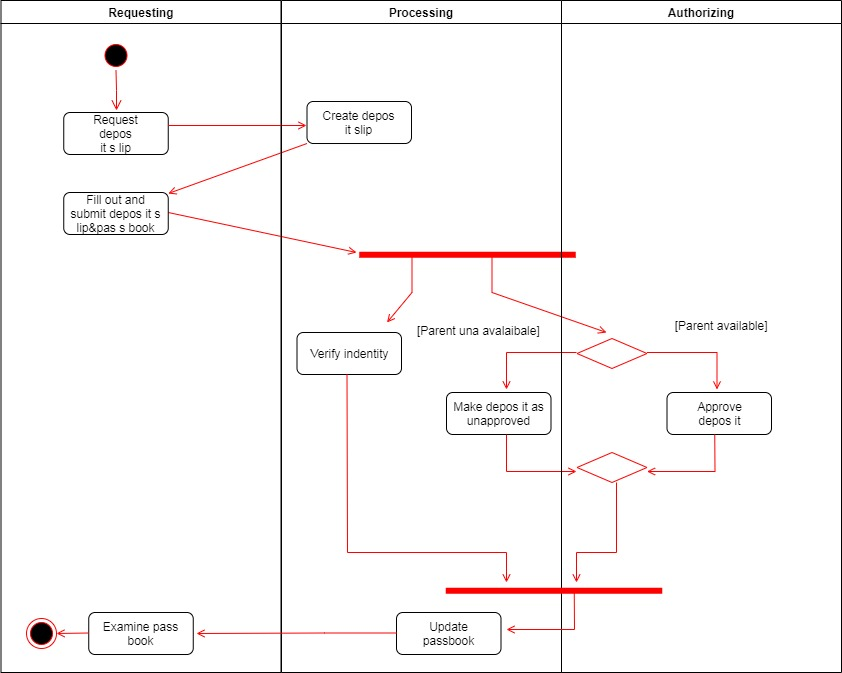 Requesting
Processing
Authorizing
Request
depos
it s lip
Create depos
it slip
Fill out and
submit depos it s
lip&pas s book
[Parent una avalaibale]
[Parent available]
Verify indentity
Make depos it as
unapproved
Approve
depos it
Examine pass
book
Update
passbook